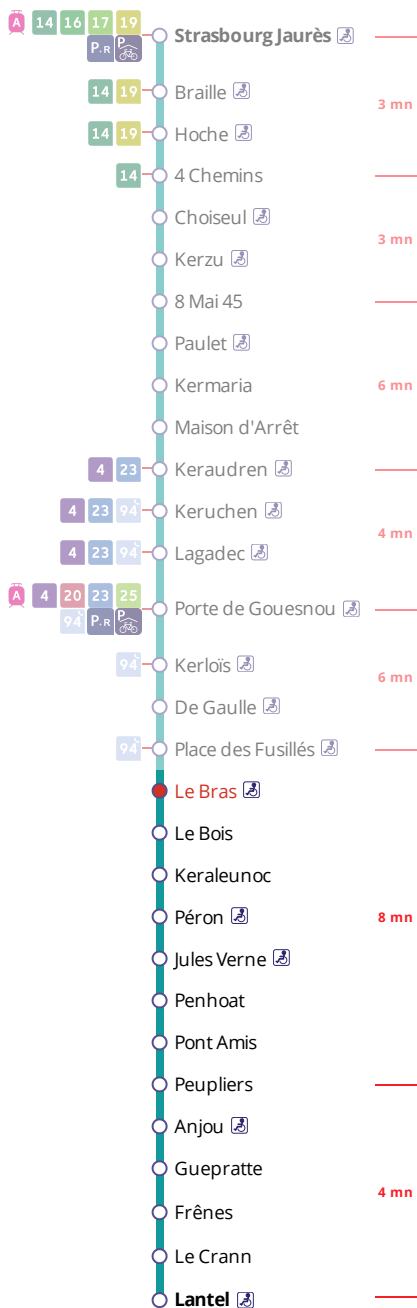 A 14 16 17 19
P+R P
Strasbourg Jaurès
14 19 Braille
3 mn
14 19 Hoche
14 4 Chemins
Choiseul
3 mn
Kerzu
8 Mai 45
Paulet
Kermaria
6 mn
Maison d'Arrêt
4 23 Keraudren
4 23 94 Keruchen
4 mn
4 23 94 Lagadec
A 4 20 23 25
94 P+R P
Porte de Gouesnou
94 Kerloïs
6 mn
De Gaulle
94 Place des Fusillés
Le Bras
Le Bois
Keraleunoc
Péron
8 mn
Jules Verne
Penhoat
Pont Amis
Peupliers
Anjou
Guepratte
4 mn
Frênes
Le Crann
Lantel